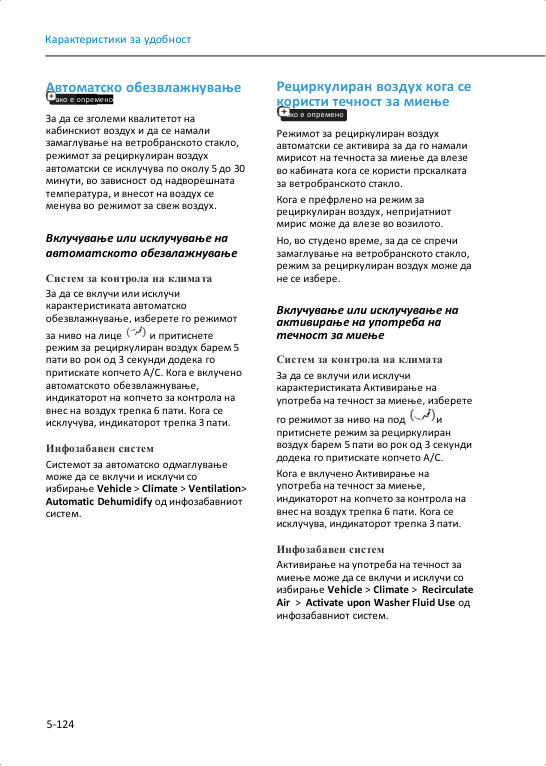 Карактеристики за удобност
Автоматско обезвлажнување
ако е опремено
За да се зголеми квалитетот на
кабинскиот воздух и да се намали
замаглување на ветробранското стакло,
режимот за рециркулиран воздух
автоматски се исклучува по околу 5 до 30
минути, во зависност од надворешната
температура, и внесот на воздух се
менува во режимот за свеж воздух.
Вклучување или исклучување на
автоматското обезвлажнување
Систем за контрола на климата
За да се вклучи или исклучи
карактеристиката автоматско
обезвлажнување, изберете го режимот
за ниво на лице и притиснете
режим за рециркулиран воздух барем 5
пати во рок од 3 секунди додека го
притискате копчето A/C. Кога е вклучено
автоматското обезвлажнување,
индикаторот на копчето за контрола на
внес на воздух трепка 6 пати. Кога се
исклучува, индикаторот трепка 3 пати.
Инфозабавен систем
Системот за автоматско одмаглување
може да се вклучи и исклучи со
избирање Vehicle > Climate > Ventilation>
Automatic Dehumidify од инфозабавниот
систем.
Рециркулиран воздух кога се
користи течност за миење
ако е опремено
Режимот за рециркулиран воздух
автоматски се активира за да го намали
мирисот на течноста за миење да влезе
во кабината кога се користи прскалката
за ветробранското стакло.
Кога е префрлено на режим за
рециркулиран воздух, непријатниот
мирис може да влезе во возилото.
Но, во студено време, за да се спречи
замаглување на ветробранското стакло,
режим за рециркулиран воздух може да
не се избере.
Вклучување или исклучување на
активирање на употреба на
течност за миење
Систем за контрола на климата
За да се вклучи или исклучи
карактеристиката Активирање на
употреба на течност за миење, изберете
го режимот за ниво на под и
притиснете режим за рециркулиран
воздух барем 5 пати во рок од 3 секунди
додека го притискате копчето A/C.
Кога е вклучено Активирање на
употреба на течност за миење,
индикаторот на копчето за контрола на
внес на воздух трепка 6 пати. Кога се
исклучува, индикаторот трепка 3 пати.
Инфозабавен систем
Активирање на употреба на течност за
миење може да се вклучи и исклучи со
избирање Vehicle > Climate > Recirculate
Air > Activate upon Washer Fluid Use од
инфозабавниот систем.
5-124